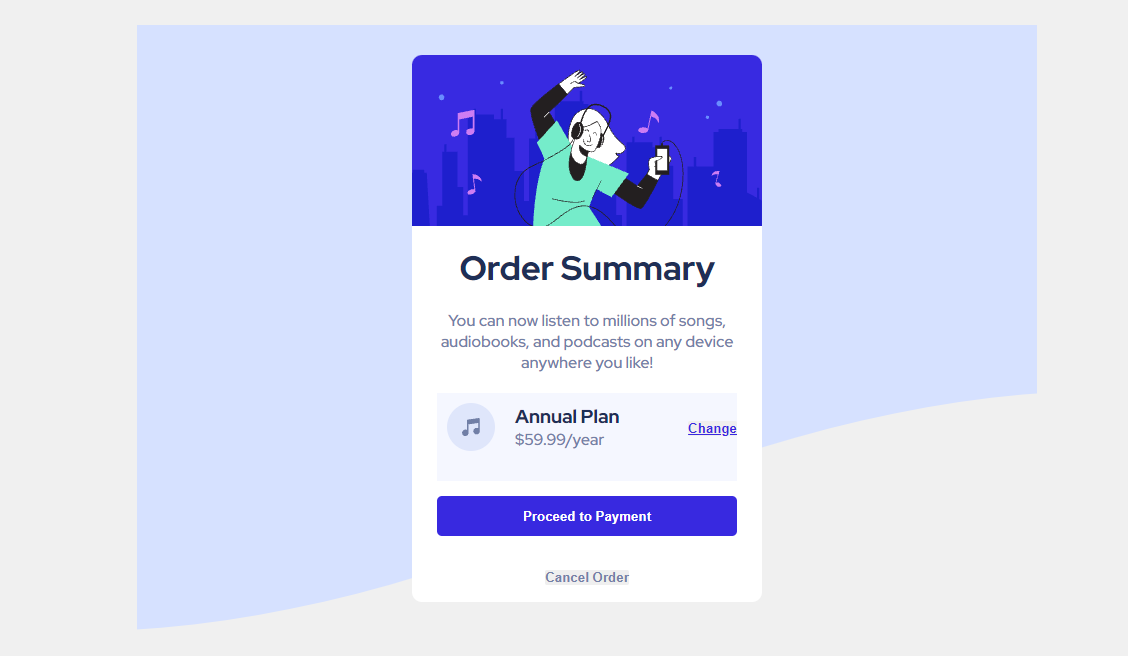 Order Summary
You can now listen to millions of songs,
audiobooks, and podcasts on any device
anywhere you like!
Annual Plan
$59.99/year
Change
Proceed to Payment
Cancel Order